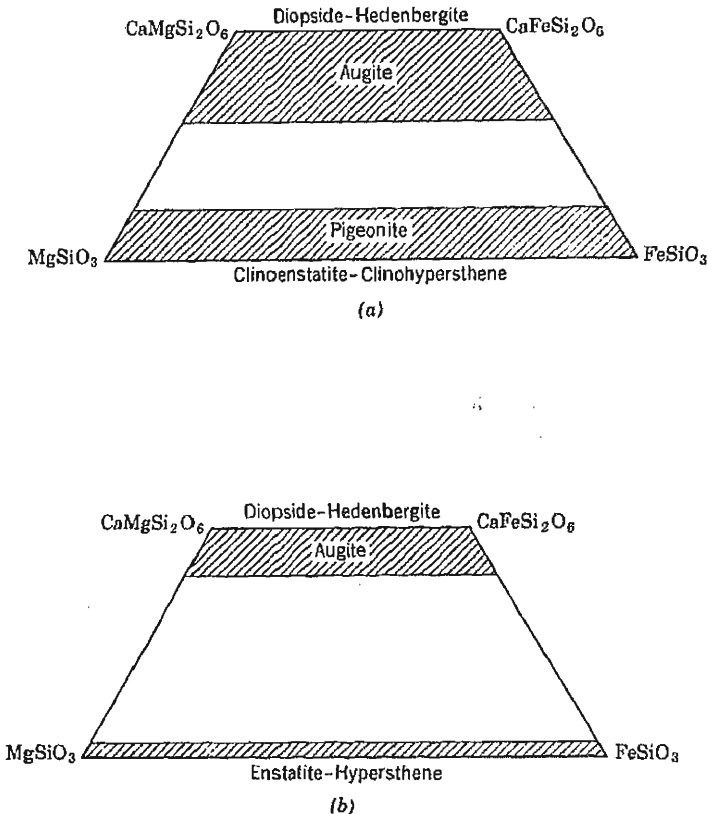 Diopside-Hedenbergite
CaMgSi₂O₆
CaFeSi₂O₆
Augite
Pigeonite
MgSiO₃
FeSiO₃
Clinoenstatite-Clinohypersthene
(a)
Diopside-Hedenbergite
CaMgSi₂O₆
CaFeSi₂O₆
Augite
MgSiO₃
FeSiO₃
Enstatite-Hypersthene
(b)